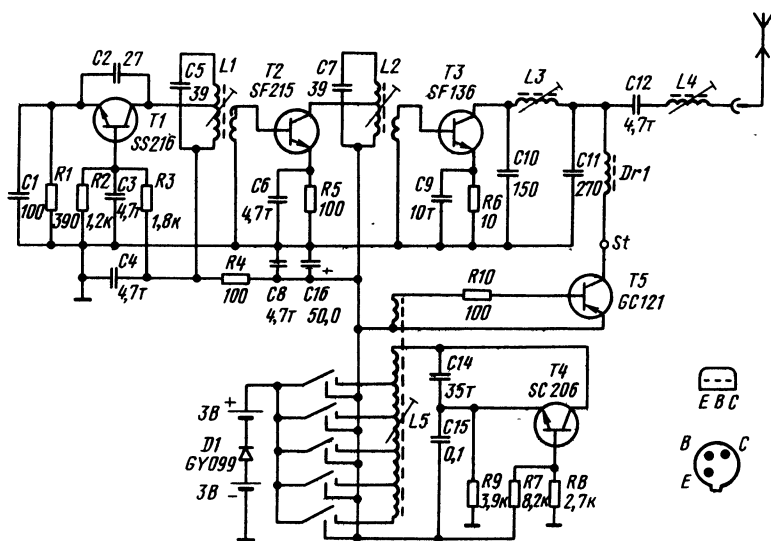 C2 27
C5
39
L1
T2
SF215
C7
39
L2
T3
SF136
L3
C12
4,7т
L4
T1
SS216
C1
100
R1
390
R2
1,2к
C3
4,7т
R3
1,8к
C6
4,7т
R5
100
C9
10т
R6
10
C10
150
C11
270
Dr1
St
C4
4,7т
R4
100
C8
4,7т
C16
50,0
+
R10
100
T5
GC121
3В
+
D1
GY099
3В
–
L5
C14
35т
C15
0,1
T4
SC206
R9
3,9к
R7
8,2к
R8
2,7к
E B C
B
C
E